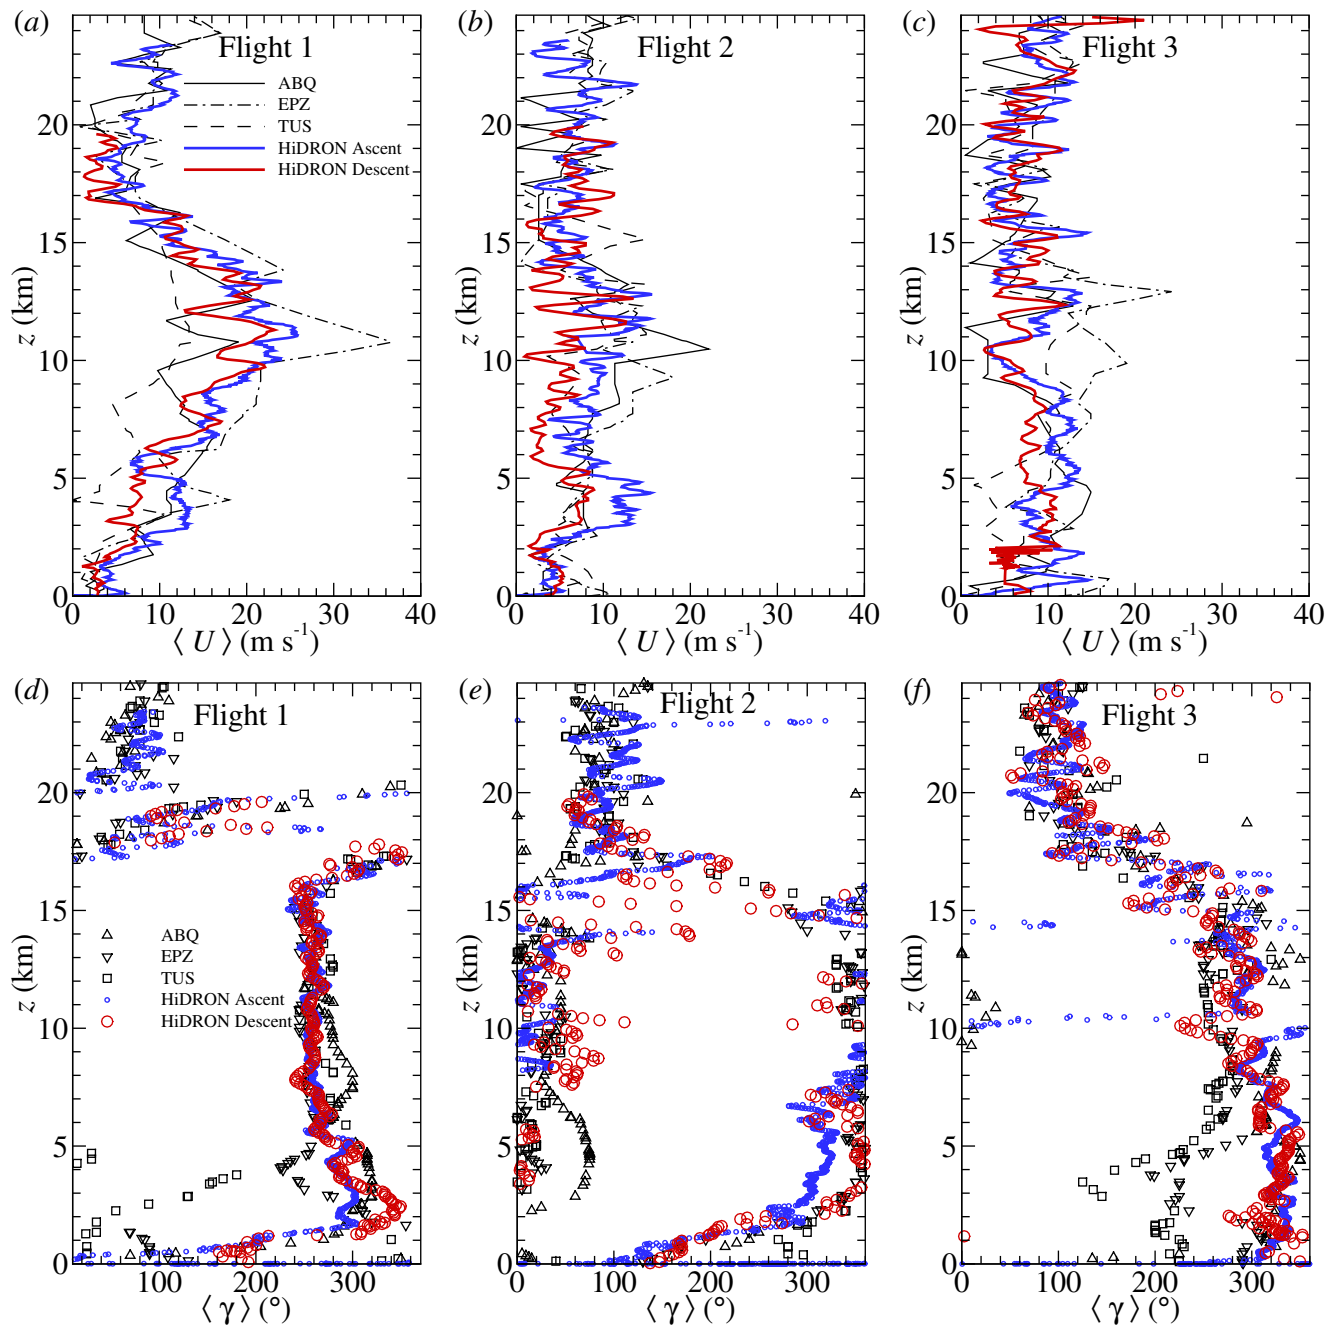 (a)
Flight 1
ABQ
EPZ
TUS
HiDRON Ascent
HiDRON Descent
z (km)
20
15
10
5
0
0 10 20 30 40
⟨ U ⟩ (m s⁻¹)
(b)
Flight 2
z (km)
20
15
10
5
0
0 10 20 30 40
⟨ U ⟩ (m s⁻¹)
(c)
Flight 3
z (km)
20
15
10
5
0
0 10 20 30 40
⟨ U ⟩ (m s⁻¹)
(d)
Flight 1
ABQ
EPZ
TUS
HiDRON Ascent
HiDRON Descent
z (km)
20
15
10
5
0
100 200 300
⟨ γ ⟩ (°)
(e)
Flight 2
z (km)
20
15
10
5
0
0 100 200 300
⟨ γ ⟩ (°)
(f)
Flight 3
z (km)
20
15
10
5
0
0 100 200 300
⟨ γ ⟩ (°)